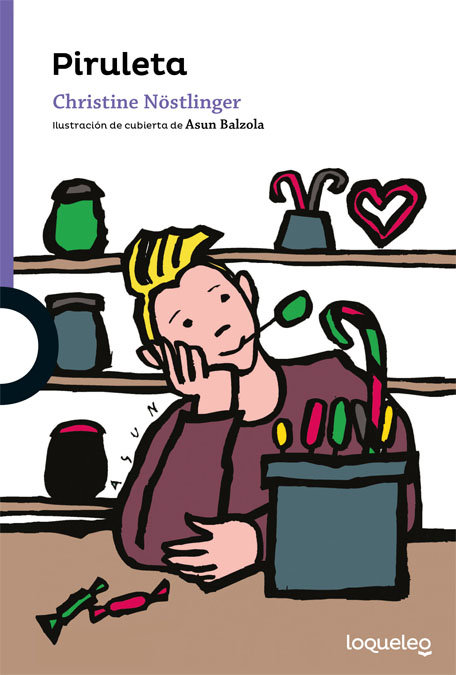 Piruleta
Christine Nöstlinger
Ilustración de cubierta de Asun Balzola
ASUN
loqueleo